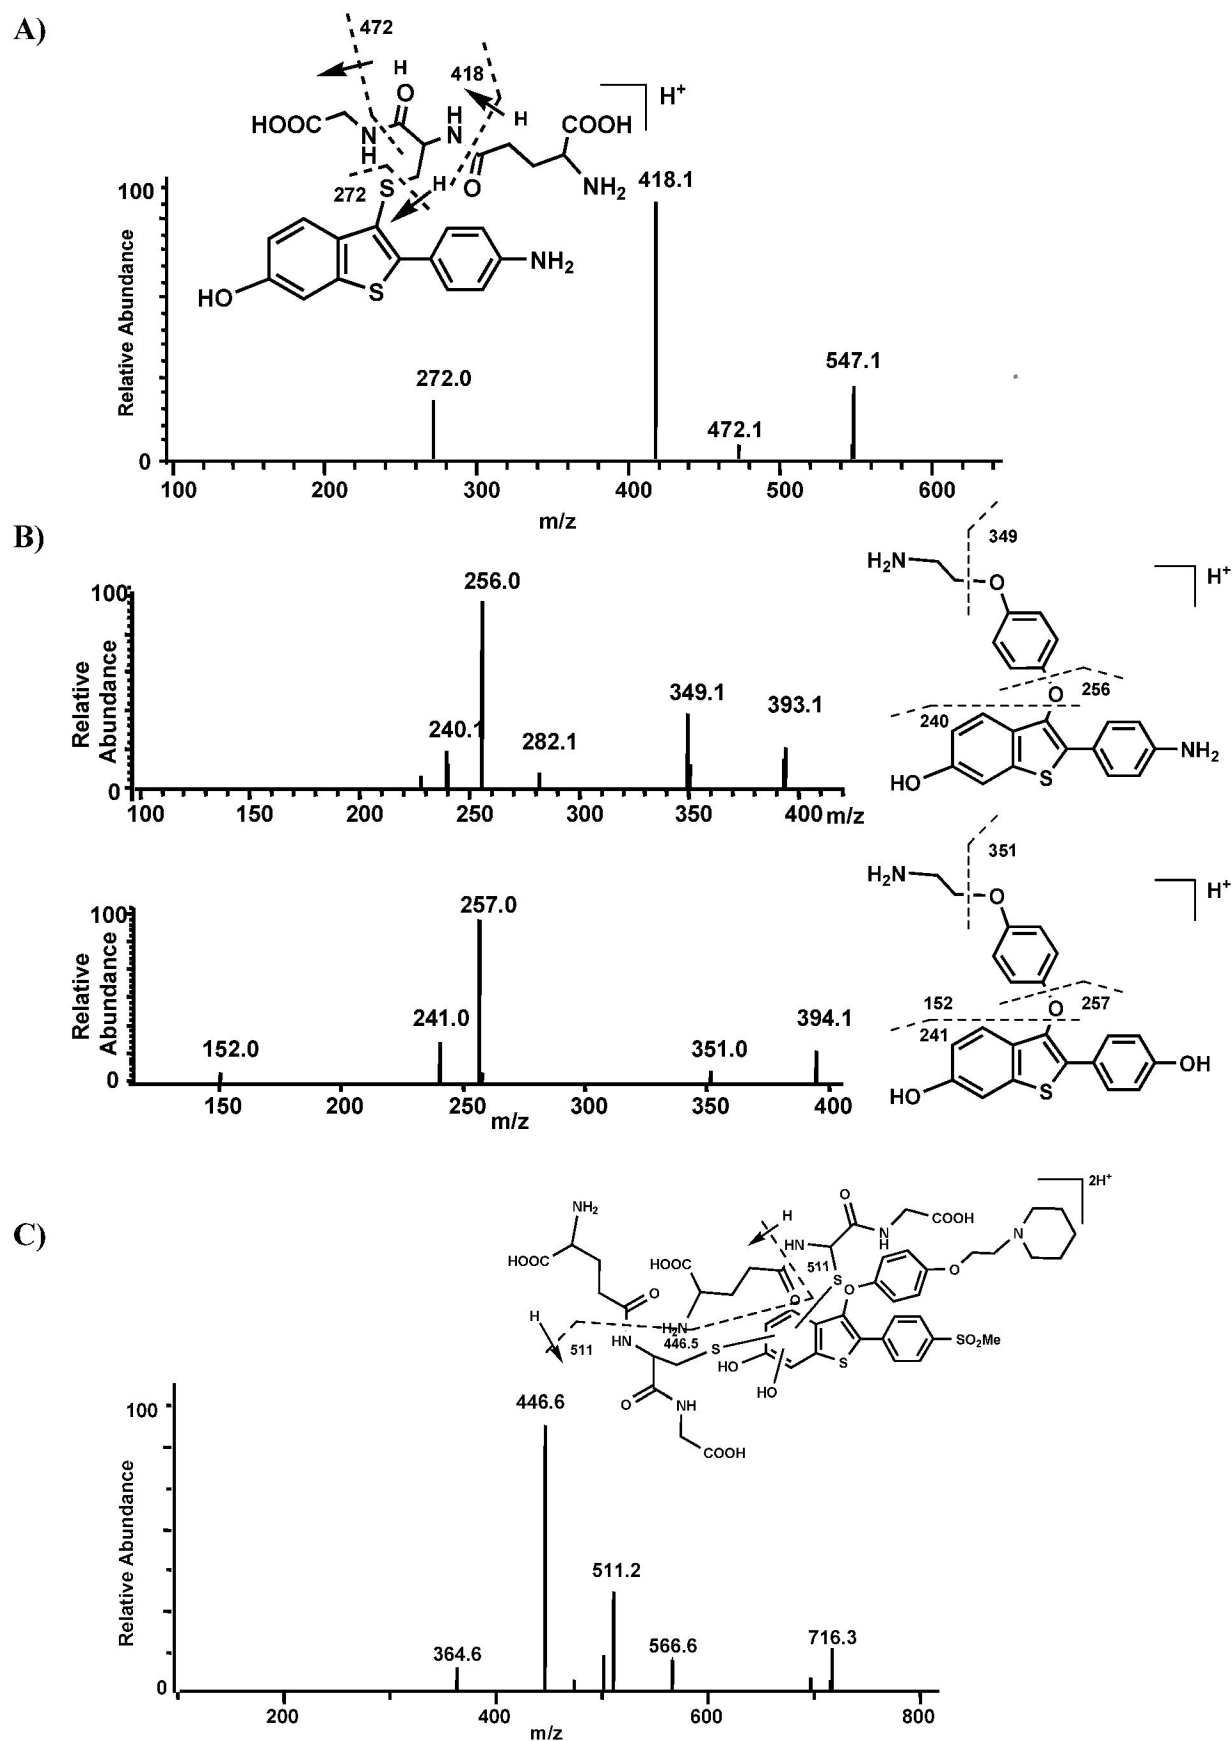 A)
472
H
418
H
H+
HOOC
O
H
N
COOH
N
H
O
NH2
272
S
H
418.1
100
NH2
HO
S
547.1
272.0
472.1
Relative Abundance
0
100 200 300 400 500 600
m/z
B)
349
H2N
O
H+
100
256.0
349.1
393.1
240.1
282.1
O
256
240
HO
S
NH2
Relative
Abundance
0
100 150 200 250 300 350 400 m/z
351
H2N
O
H+
100
257.0
241.0
394.1
152.0
351.0
O
152
257
241
HO
S
OH
Relative
Abundance
0
150 200 250 300 350 400
m/z
C)
2H+
NH2
O
H
HN
N
H
COOH
N
HOOC
HOOC
511
O
S
O
O
O
H
H2N
511
446.5
HN
S
S
SO2Me
HO
HO
O
NH
COOH
100
446.6
511.2
364.6
566.6
716.3
Relative Abundance
0
200 400 600 800
m/z